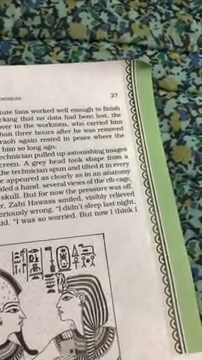 27
tute fans worked well enough to finish
rking that no data had been lost, the
wer to the workmen, who carried him
than three hours after he was removed
raoh again rested in peace where the
him so long ago.
technician pulled up astonishing images
creen. A grey head took shape from a
the technician spun and tilted it in every
e appeared as clearly as in an anatomy
led a hand, several views of the rib cage,
skull. But for now the pressure was off.
r, Zahi Hawass smiled, visibly relieved
eriously wrong. "I didn't sleep last night,
id. "I was so worried. But now I think I